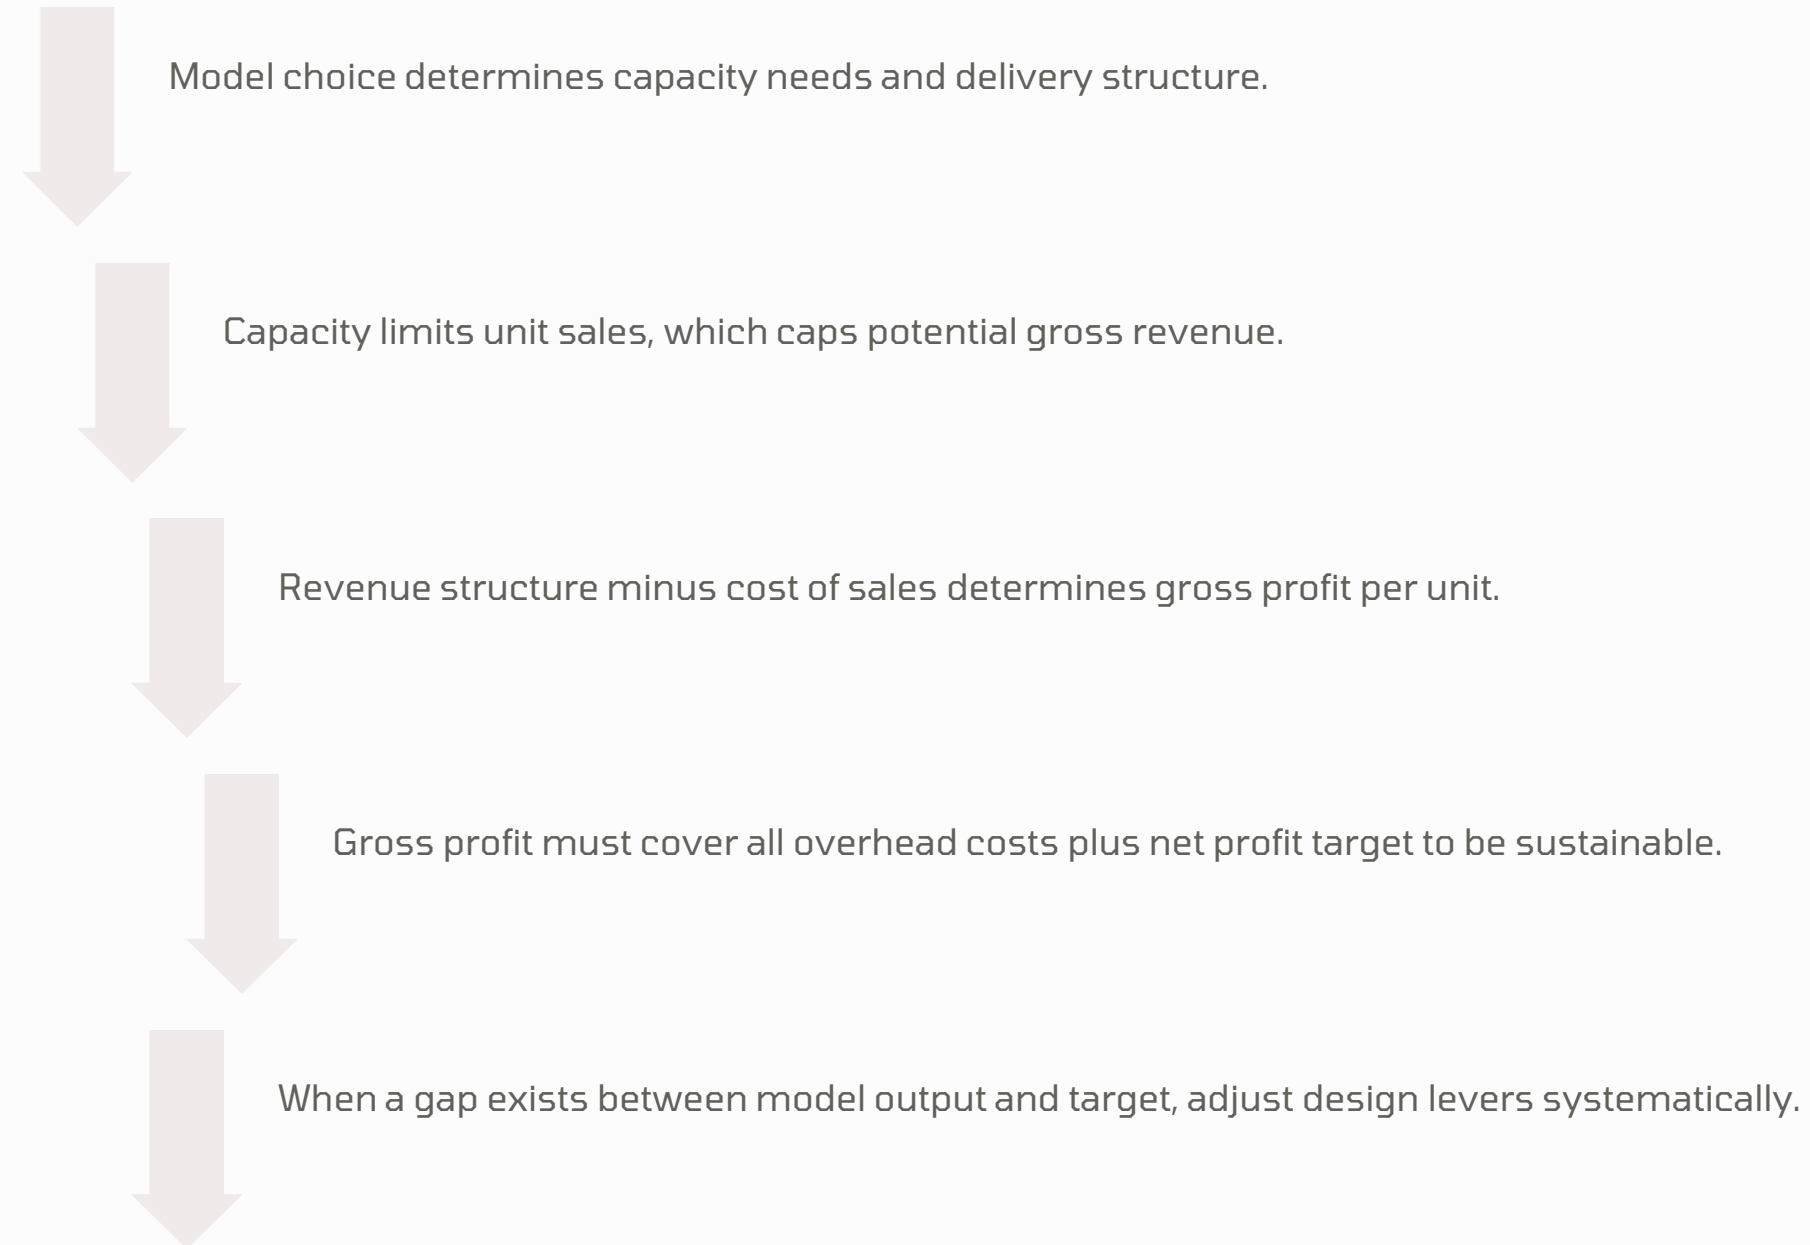 Model choice determines capacity needs and delivery structure.
Capacity limits unit sales, which caps potential gross revenue.
Revenue structure minus cost of sales determines gross profit per unit.
Gross profit must cover all overhead costs plus net profit target to be sustainable.
When a gap exists between model output and target, adjust design levers systematically.